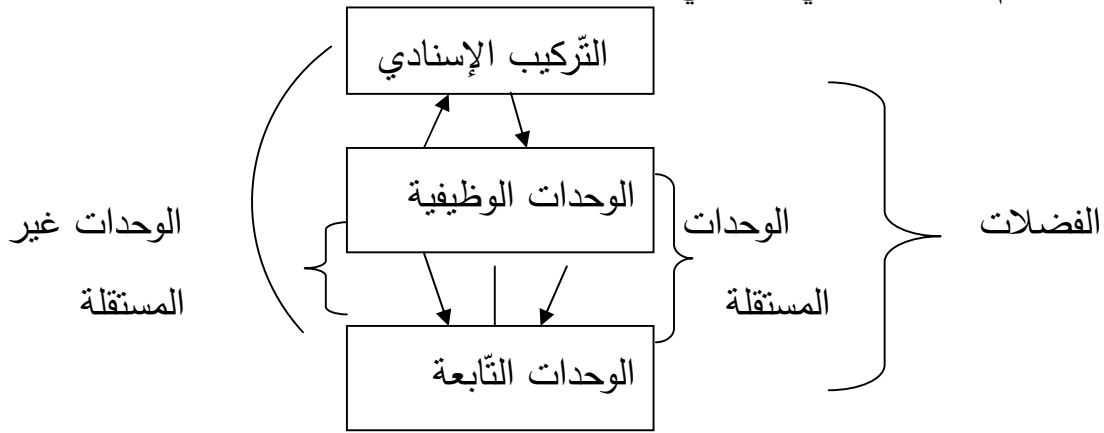 التّركيب الإسنادي
الوحدات الوظيفية
الفضلات
الوحدات
المستقلة
الوحدات غير
المستقلة
الوحدات التّابعة